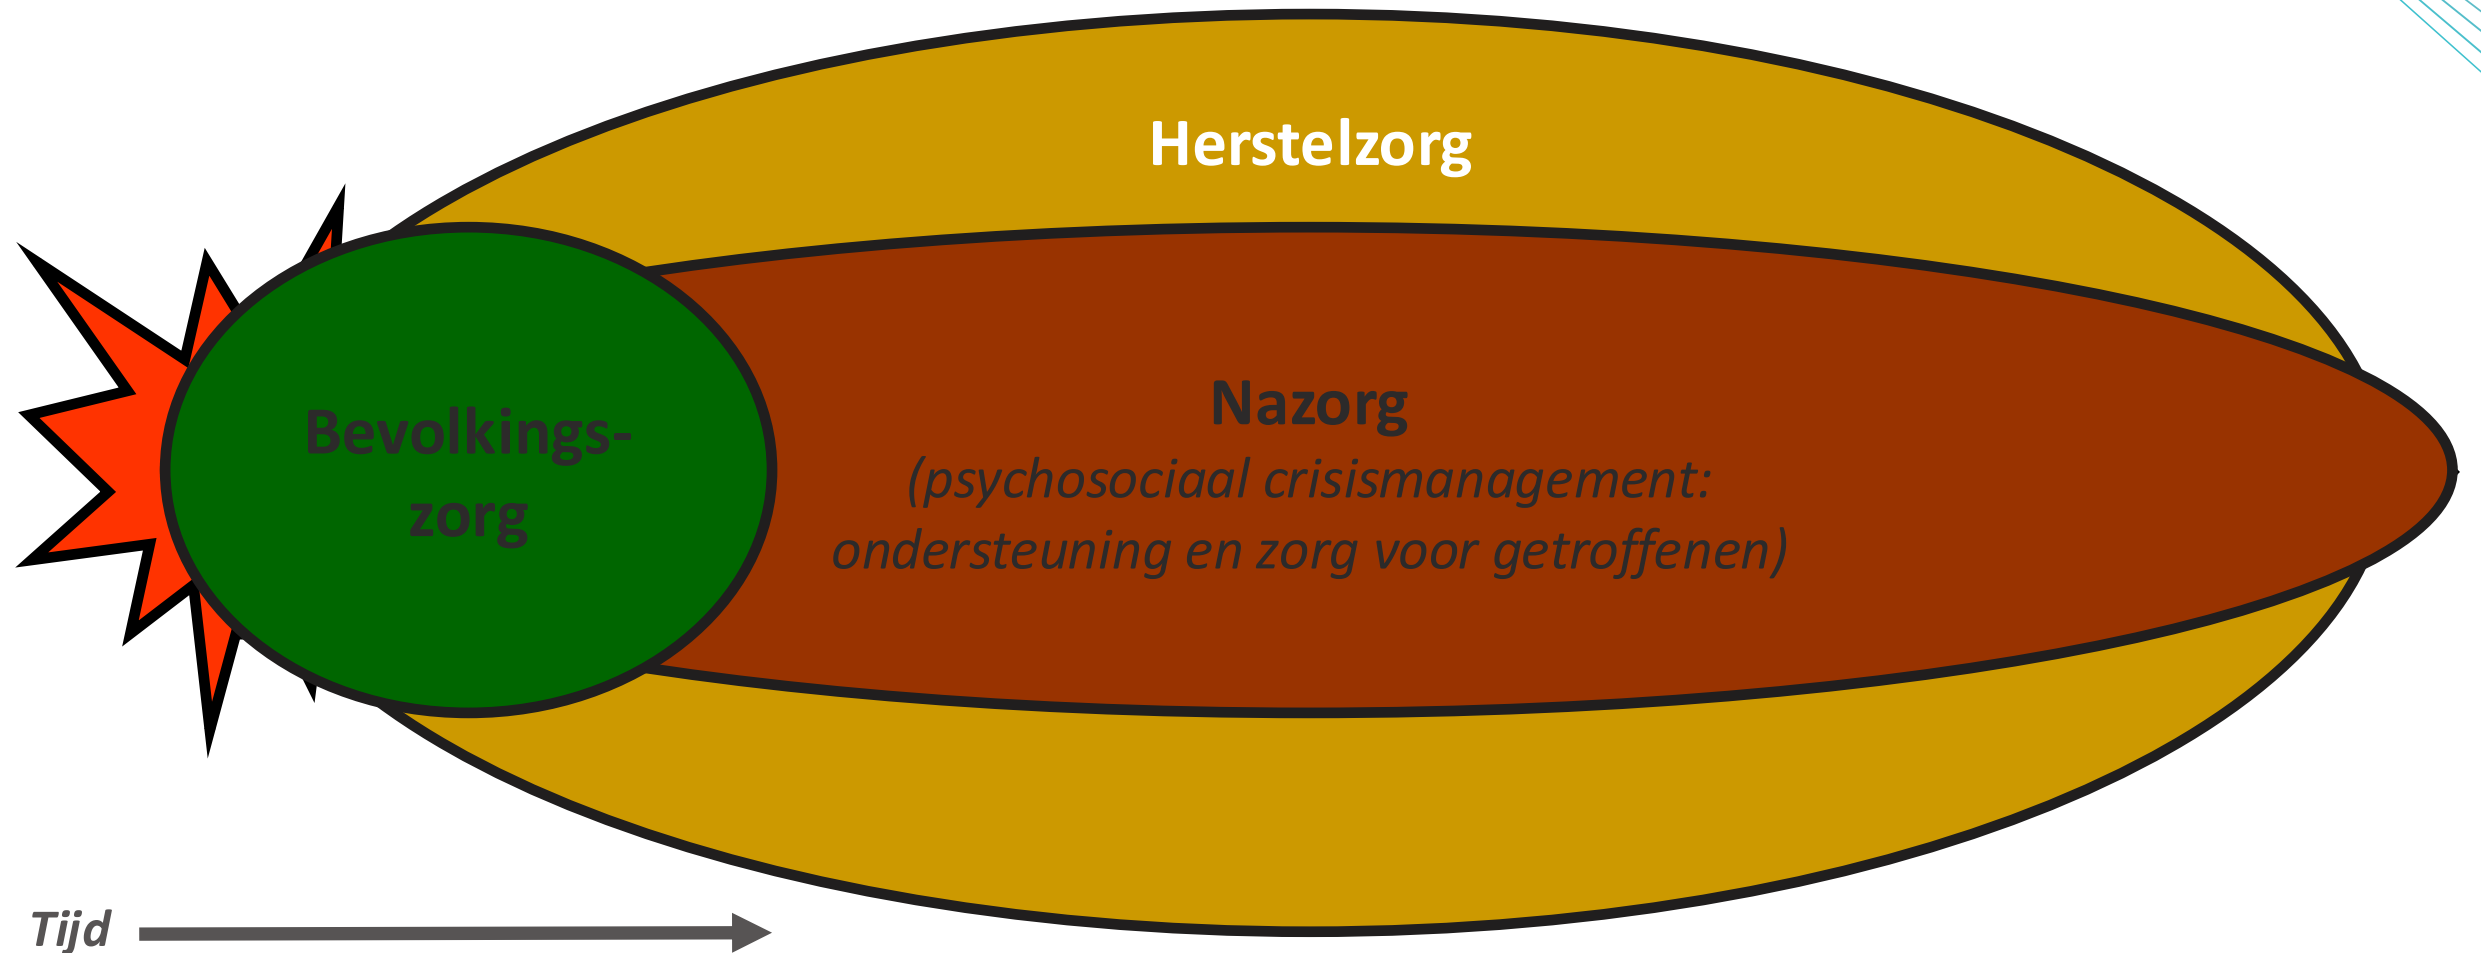 Herstelzorg
Bevolkings-
zorg
Nazorg
(psychosociaal crisismanagement:
ondersteuning en zorg voor getroffenen)
Tijd